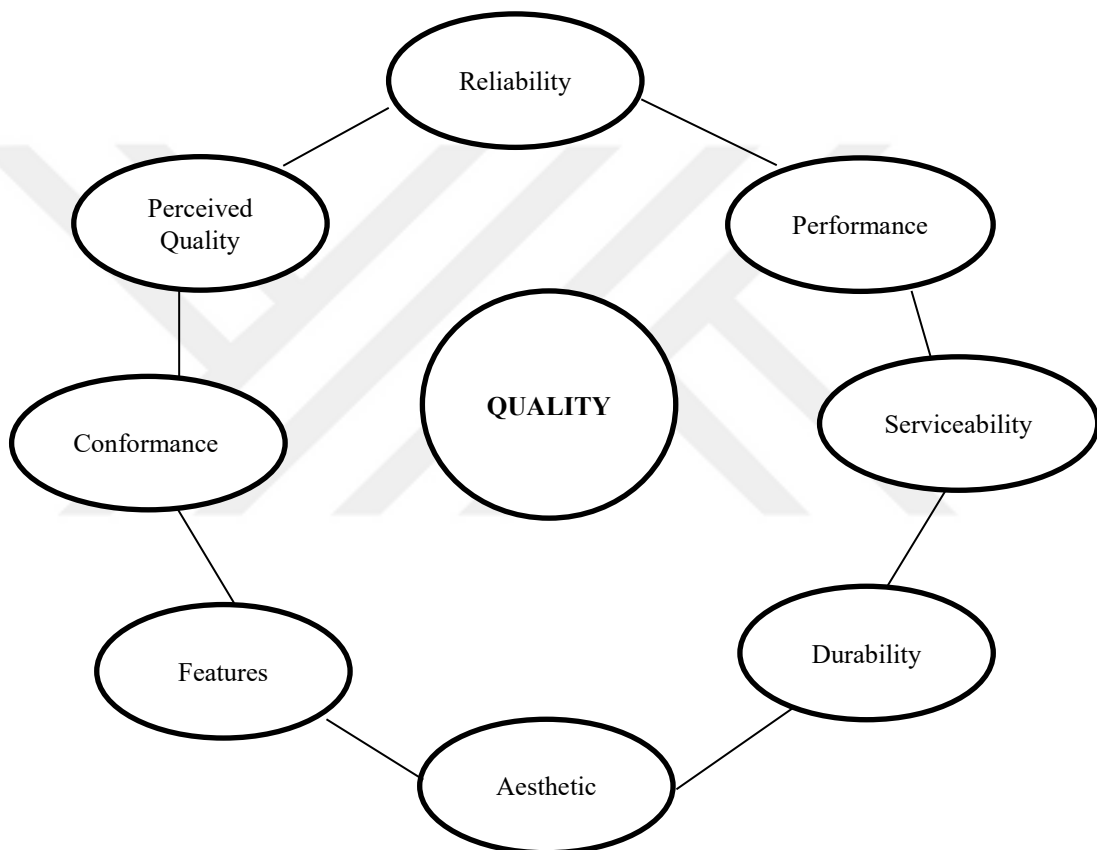 Reliability
Perceived
Quality
Performance
QUALITY
Conformance
Serviceability
Features
Durability
Aesthetic